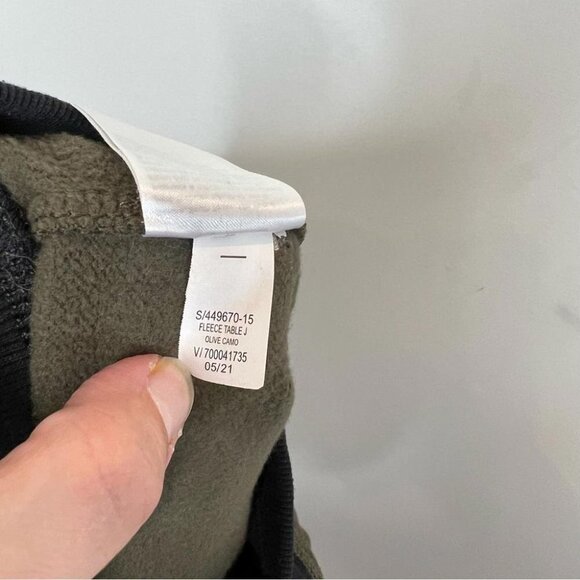 S/449670-15
FLEECE TABLE J
OLIVE CAMO
V/700041735
05/21